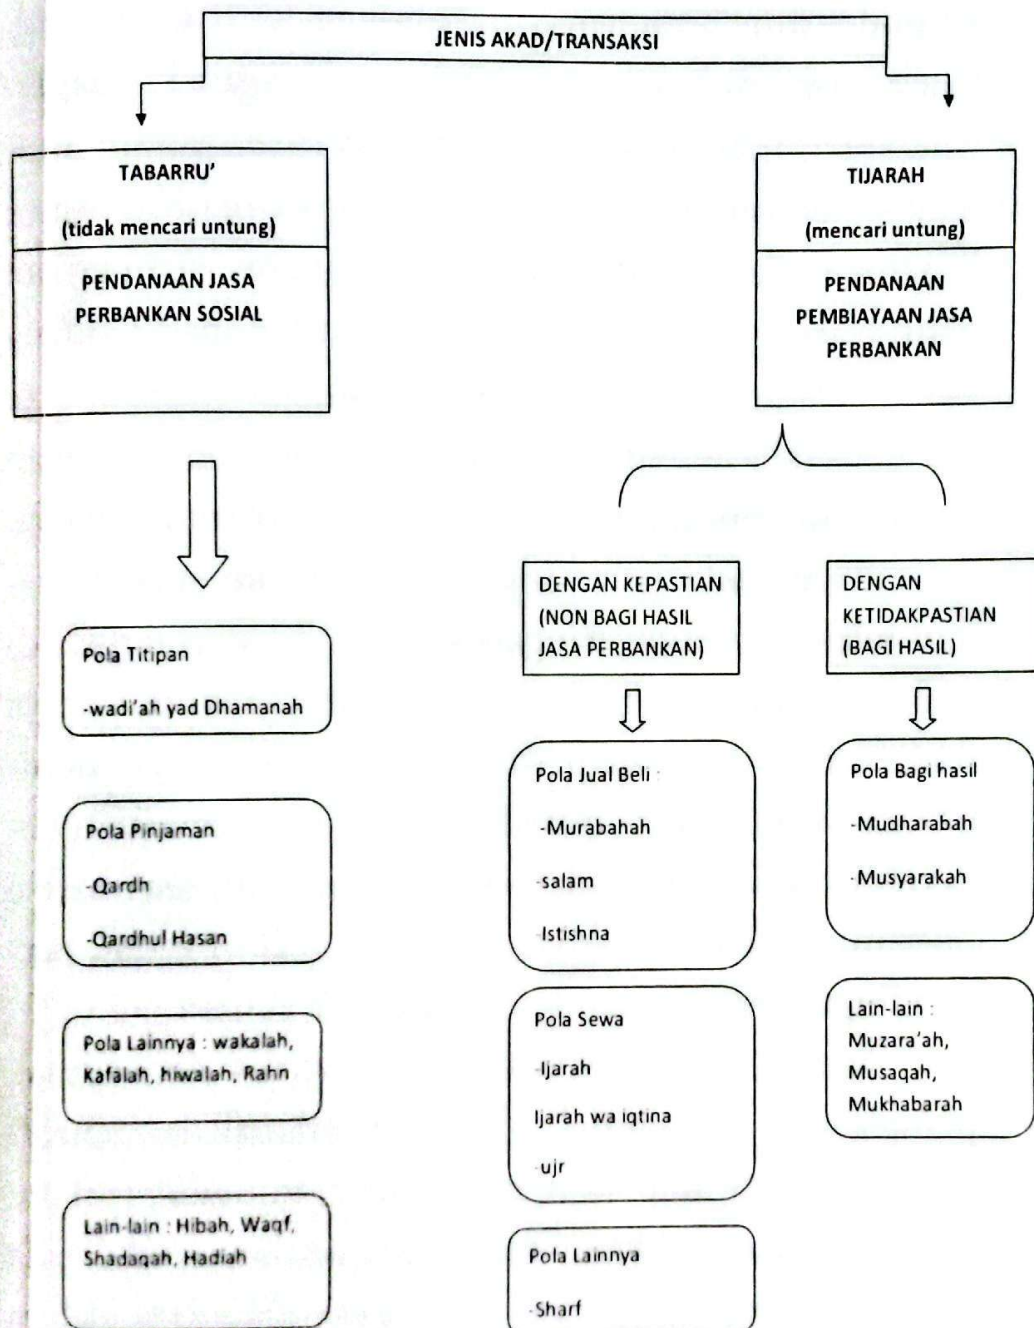 JENIS AKAD/TRANSAKSI
TABARRU'
(tidak mencari untung)
PENDANAAN JASA
PERBANKAN SOSIAL
TIJARAH
(mencari untung)
PENDANAAN
PEMBIAYAAN JASA
PERBANKAN
Pola Titipan
-wadi'ah yad Dhamanah
Pola Pinjaman
-Qardh
-Qardhul Hasan
Pola Lainnya : wakalah,
Kafalah, hiwalah, Rahn
Lain-lain : Hibah, Waqf,
Shadaqah, Hadiah
DENGAN KEPASTIAN
(NON BAGI HASIL
JASA PERBANKAN)
Pola Jual Beli :
-Murabahah
-salam
-Istishna
Pola Sewa
-Ijarah
Ijarah wa iqtina
-ujr
Pola Lainnya
-Sharf
DENGAN
KETIDAKPASTIAN
(BAGI HASIL)
Pola Bagi hasil
-Mudharabah
-Musyarakah
Lain-lain :
Muzara'ah,
Musaqah,
Mukhabarah